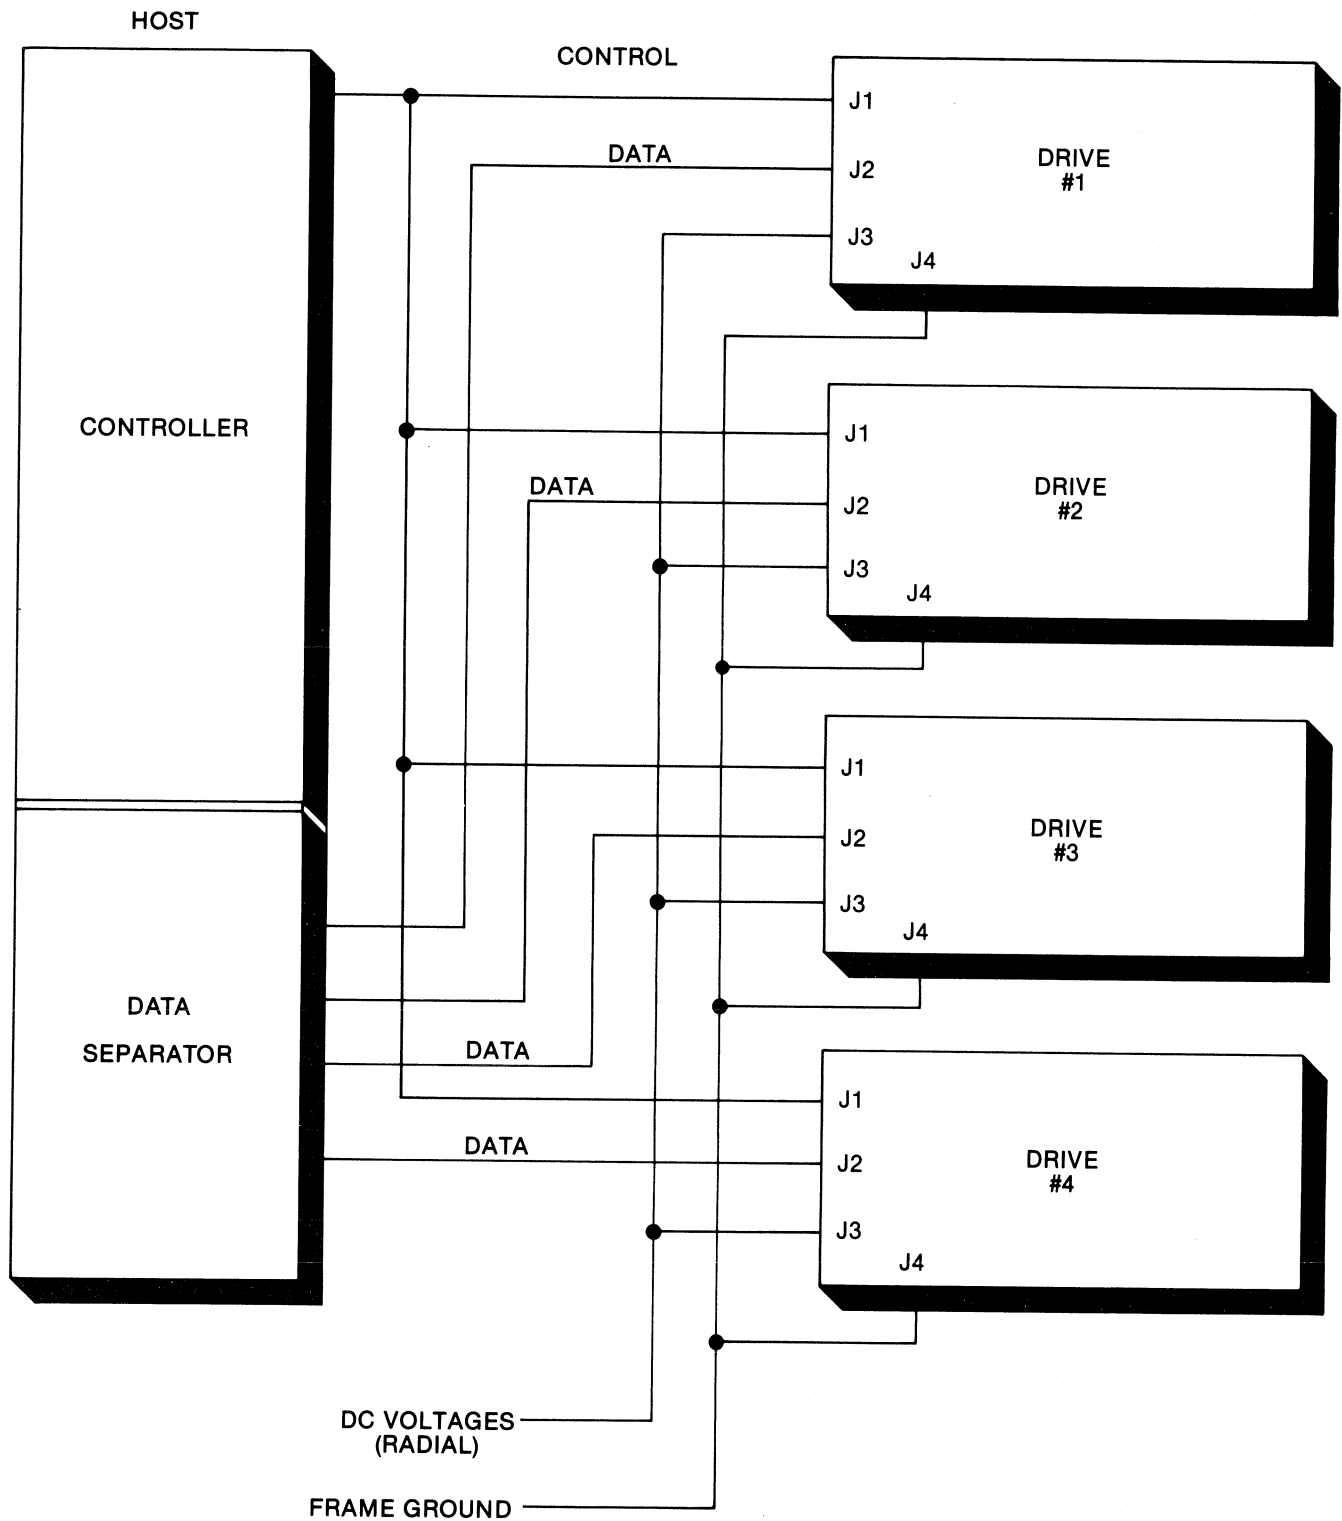 HOST
CONTROL
J1
DATA
J2
DRIVE
#1
J3
J4
CONTROLLER
J1
DATA
J2
DRIVE
#2
J3
J4
J1
J2
DRIVE
#3
J3
J4
DATA
SEPARATOR
DATA
J1
DATA
J2
DRIVE
#4
J3
J4
DC VOLTAGES
(RADIAL)
FRAME GROUND